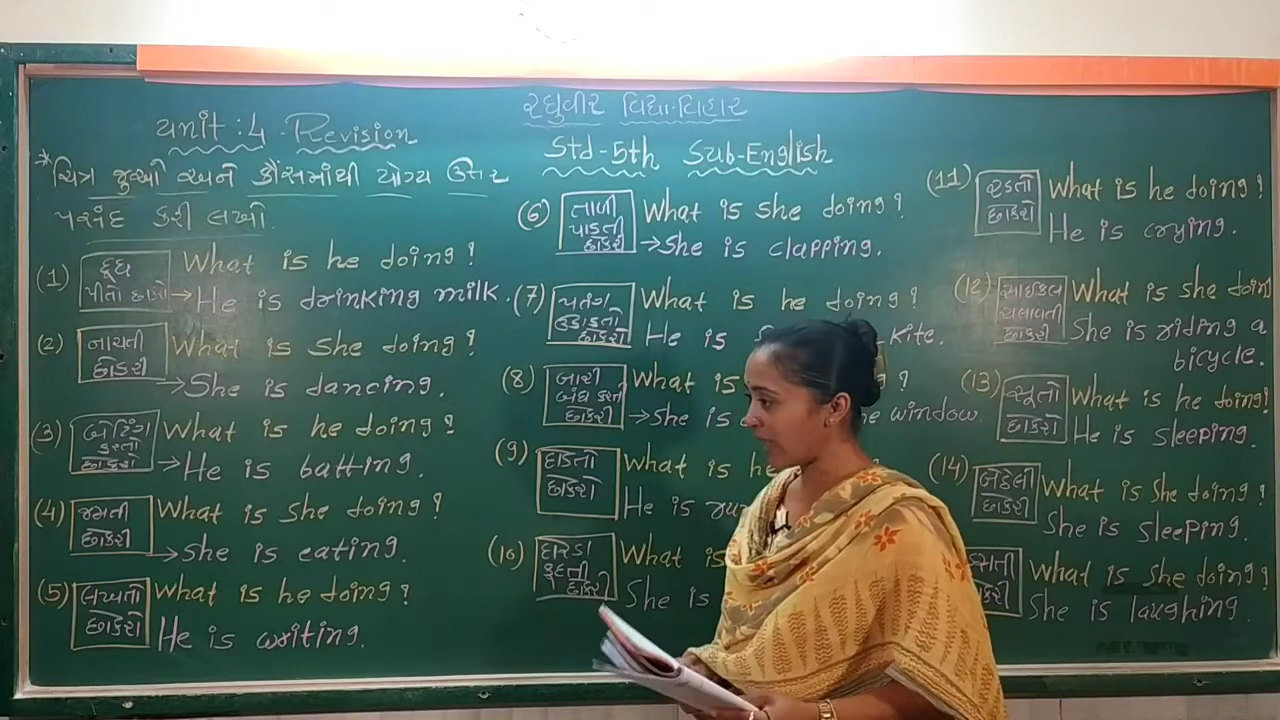 રઘુવીર વિદ્યા-વિહાર
Unit : 4 . Revision
Std-5th Sub-English
* ચિત્ર જુઓ અને કૌંસમાંથી યોગ્ય ઉત્તર
પસંદ કરી લખો.
(1) દૂધ પીતો છોકરો What is he doing?
→ He is drinking milk.
(2) નાચતી છોકરી What is she doing?
→ She is dancing.
(3) બેટિંગ કરતો છોકરો What is he doing?
→ He is batting.
(4) જમતી છોકરી What is she doing?
→ She is eating.
(5) લખતો છોકરો What is he doing?
He is writing.
(6) તાળી પાડતી છોકરી What is she doing?
→ She is clapping.
(7) પતંગ ઉડાડતો છોકરો What is he doing?
He is kite.
(8) બારી બંધ કરતી છોકરી What is ?
→ She is window.
(9) દોડતો છોકરો What is he
He is
(10) દોરડા કૂદતી છોકરી What is
She is
(11) રડતો છોકરો What is he doing?
He is crying.
(12) સાઇકલ ચલાવતી છોકરી What is she doing
She is riding a
bicycle.
(13) સૂતો છોકરો What is he doing?
He is sleeping.
(14) છોકરી What is she doing?
She is sleeping.
What is she doing?
She is laughing.